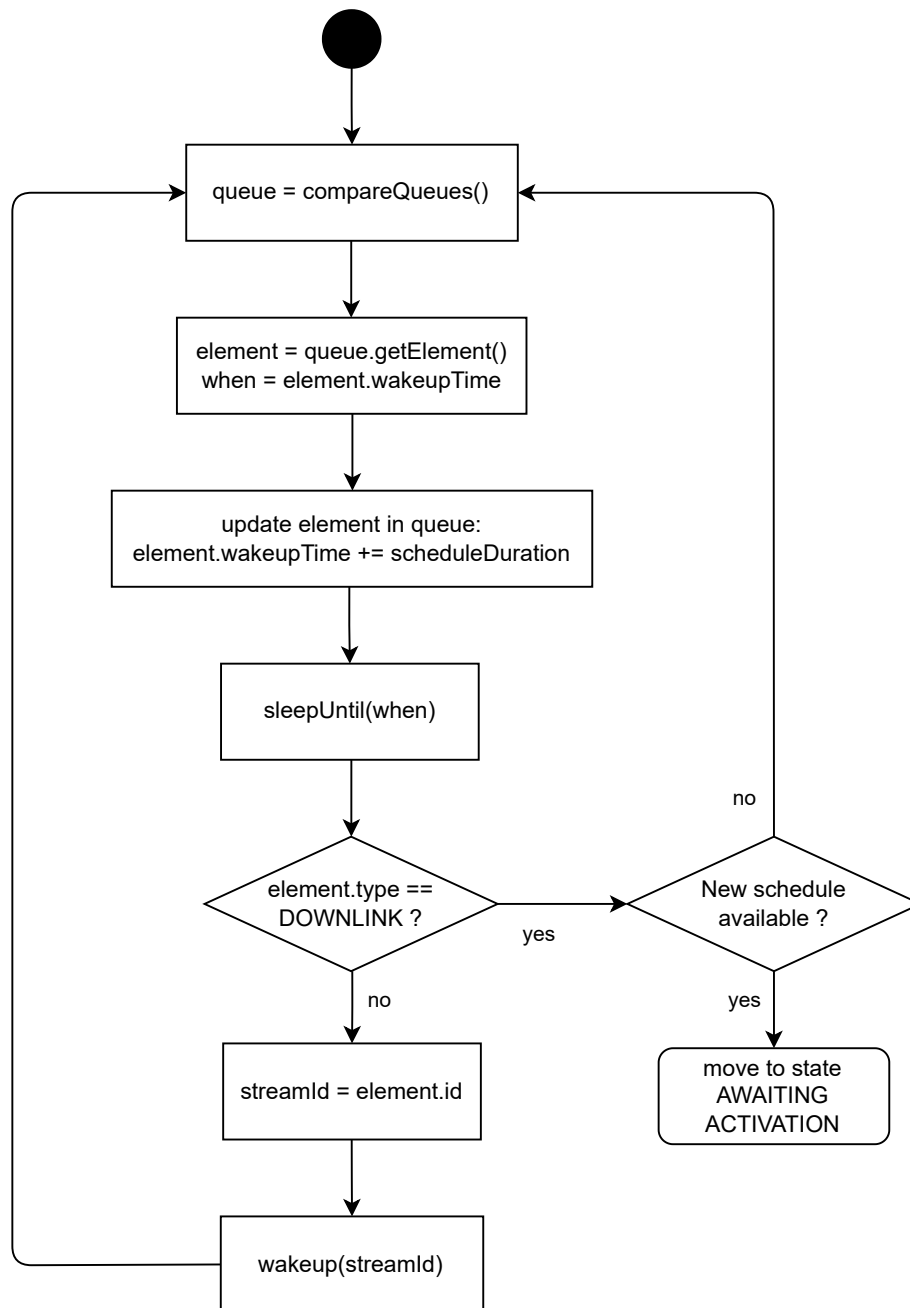 queue = compareQueues()
element = queue.getElement()
when = element.wakeupTime
update element in queue:
element.wakeupTime += scheduleDuration
sleepUntil(when)
no
element.type ==
DOWNLINK ?
yes
New schedule
available ?
no
yes
streamId = element.id
move to state
AWAITING
ACTIVATION
wakeup(streamId)